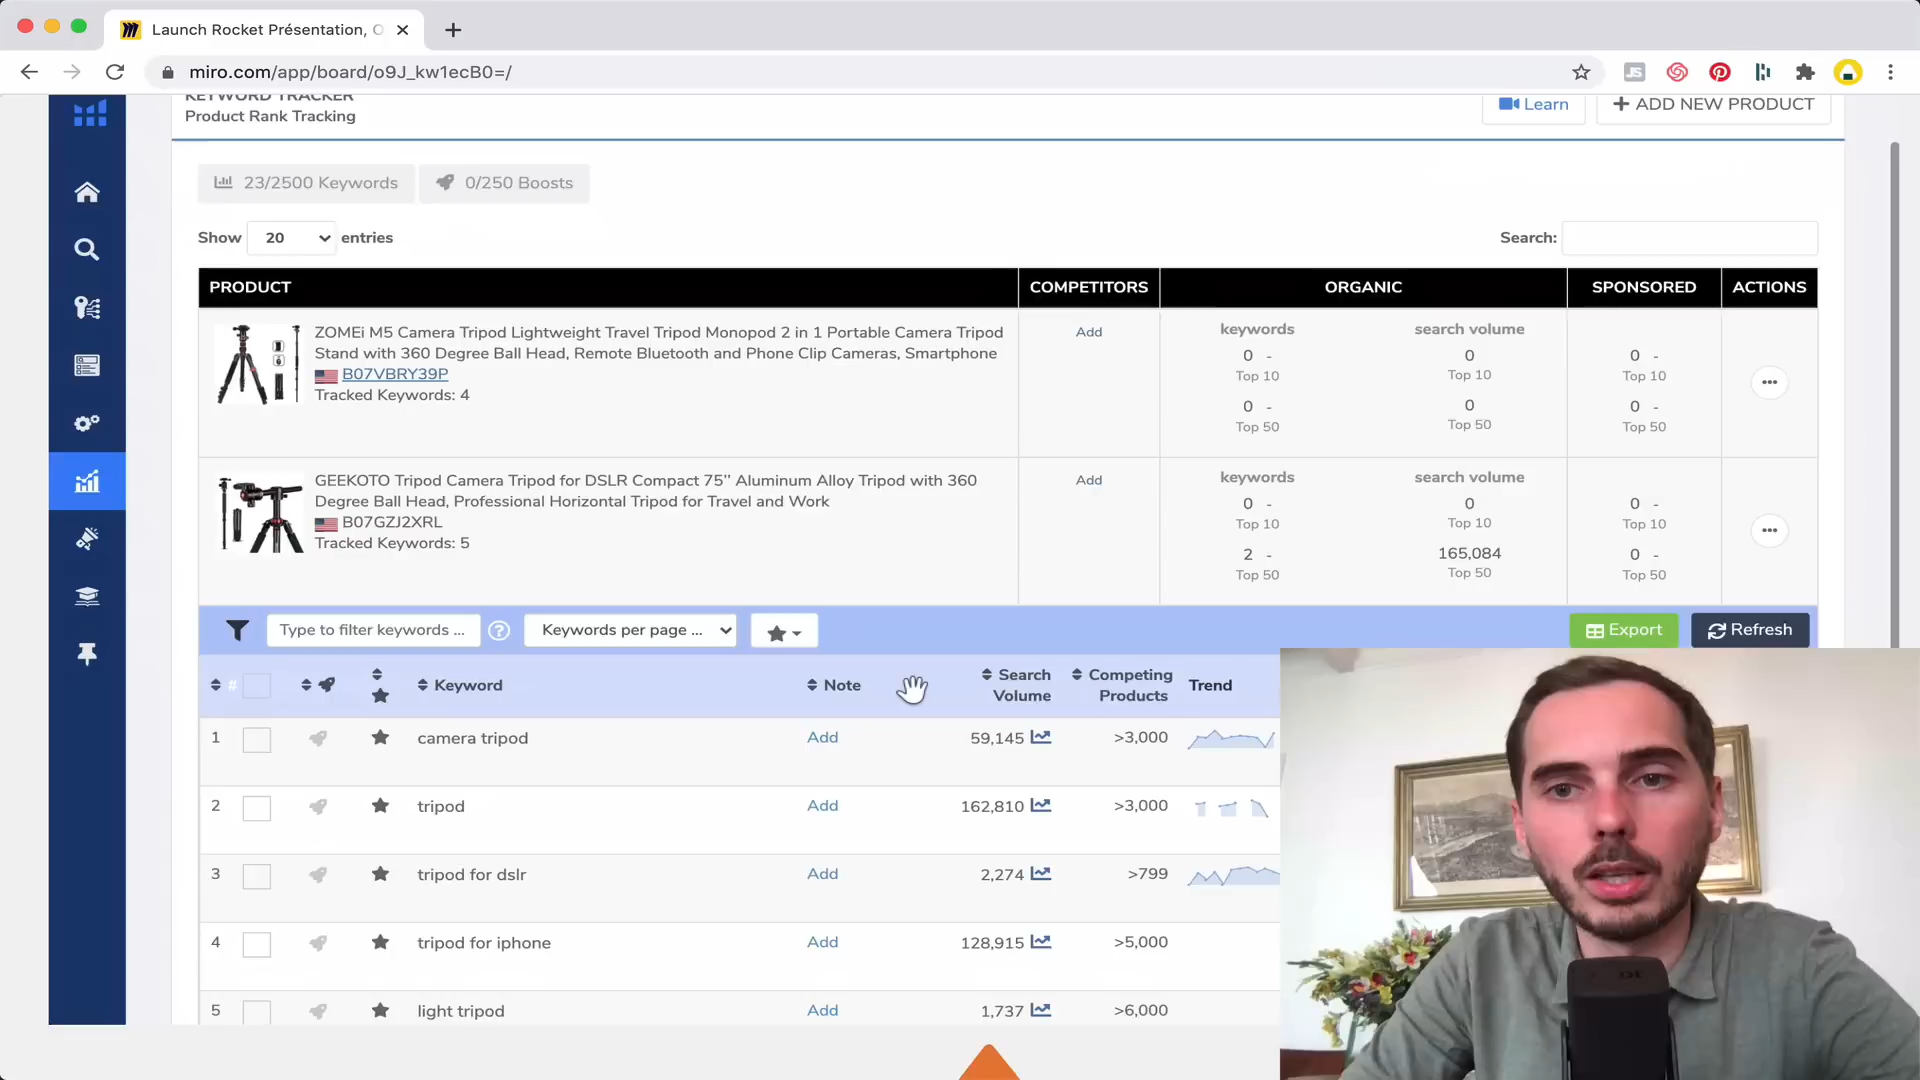 Launch Rocket Présentation, O
miro.com/app/board/o9J_kw1ecB0=/
KEYWORD TRACKER
Product Rank Tracking
Learn
ADD NEW PRODUCT
23/2500 Keywords
0/250 Boosts
Show 20 entries
Search:
PRODUCT COMPETITORS ORGANIC SPONSORED ACTIONS
ZOMEi M5 Camera Tripod Lightweight Travel Tripod Monopod 2 in 1 Portable Camera Tripod
Stand with 360 Degree Ball Head, Remote Bluetooth and Phone Clip Cameras, Smartphone
B07VBRY39P
Tracked Keywords: 4
Add
keywords search volume
0 - 0 0 -
Top 10 Top 10 Top 10
0 - 0 0 -
Top 50 Top 50 Top 50
GEEKOTO Tripod Camera Tripod for DSLR Compact 75" Aluminum Alloy Tripod with 360
Degree Ball Head, Professional Horizontal Tripod for Travel and Work
B07GZJ2XRL
Tracked Keywords: 5
Add
keywords search volume
0 - 0 0 -
Top 10 Top 10 Top 10
2 - 165,084 0 -
Top 50 Top 50 Top 50
Type to filter keywords ...
Keywords per page ...
Export
Refresh
# Keyword Note Search Volume Competing Products Trend
1 camera tripod Add 59,145 >3,000
2 tripod Add 162,810 >3,000
3 tripod for dslr Add 2,274 >799
4 tripod for iphone Add 128,915 >5,000
5 light tripod Add 1,737 >6,000